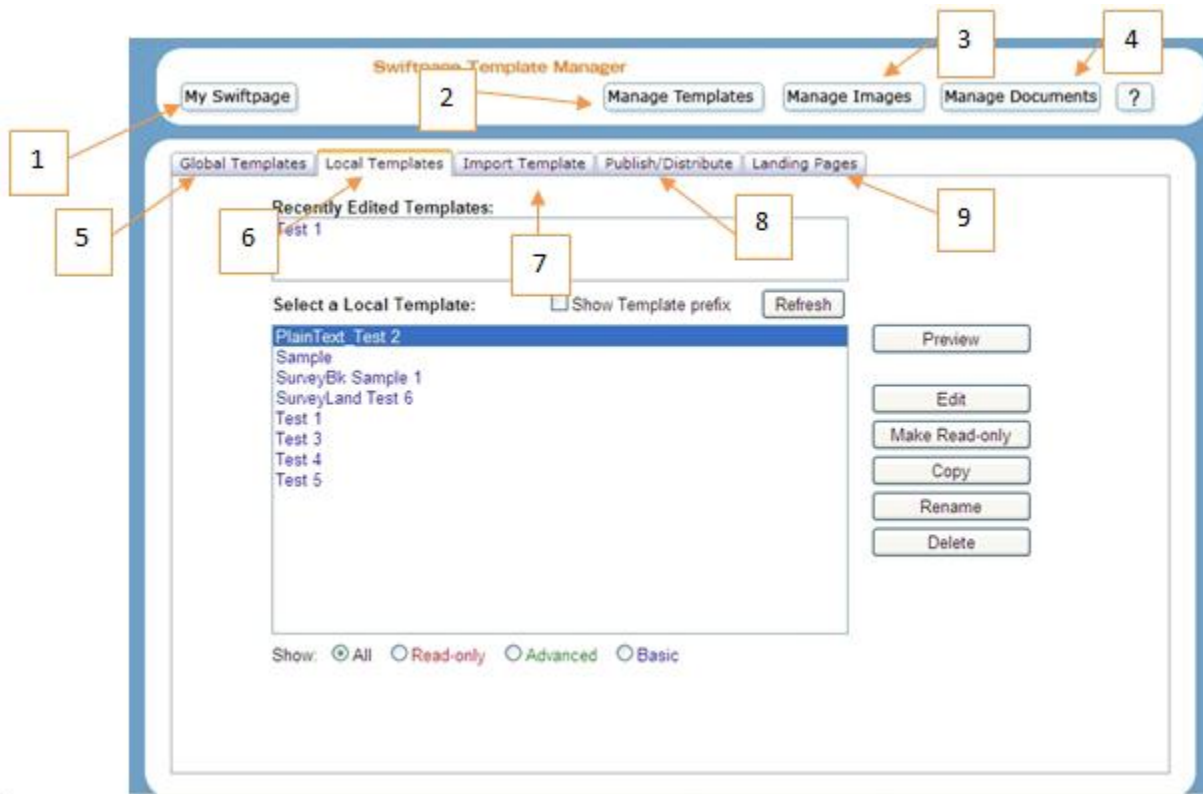 3 4
Swiftpage Template Manager
My Swiftpage 2 Manage Templates Manage Images Manage Documents ?
1
Global Templates Local Templates Import Template Publish/Distribute Landing Pages
Recently Edited Templates:
5 6 Test 1 7 8 9
Select a Local Template: Show Template prefix Refresh
PlainText_Test 2 Preview
Sample
SurveyBk Sample 1
SurveyLand Test 6 Edit
Test 1
Test 3 Make Read-only
Test 4
Test 5 Copy
Rename
Delete
Show: All Read-only Advanced Basic